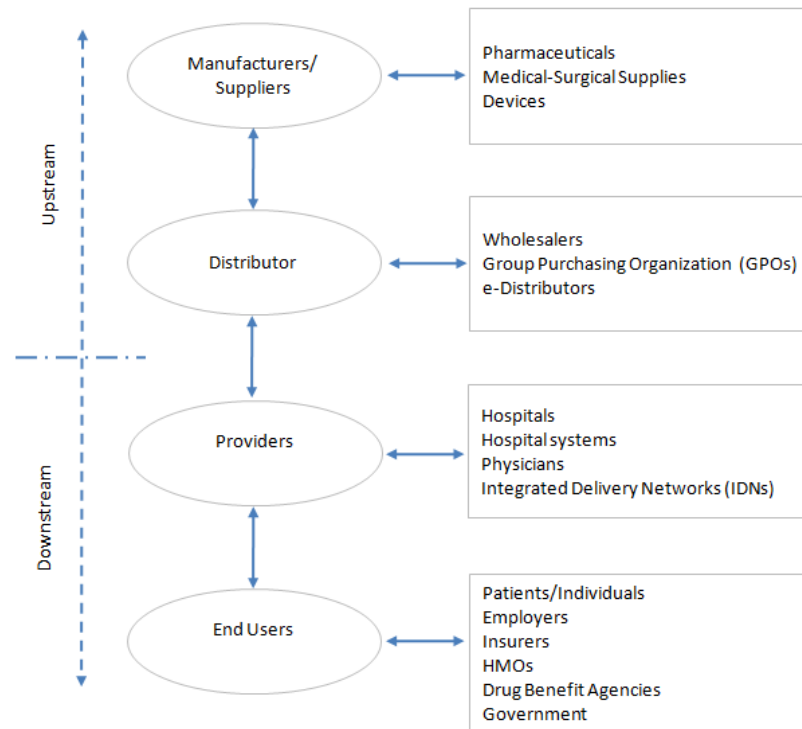 Manufacturers/
Suppliers
Pharmaceuticals
Medical-Surgical Supplies
Devices
Upstream
Distributor
Wholesalers
Group Purchasing Organization (GPOs)
e-Distributors
Providers
Hospitals
Hospital systems
Physicians
Integrated Delivery Networks (IDNs)
Downstream
End Users
Patients/Individuals
Employers
Insurers
HMOs
Drug Benefit Agencies
Government